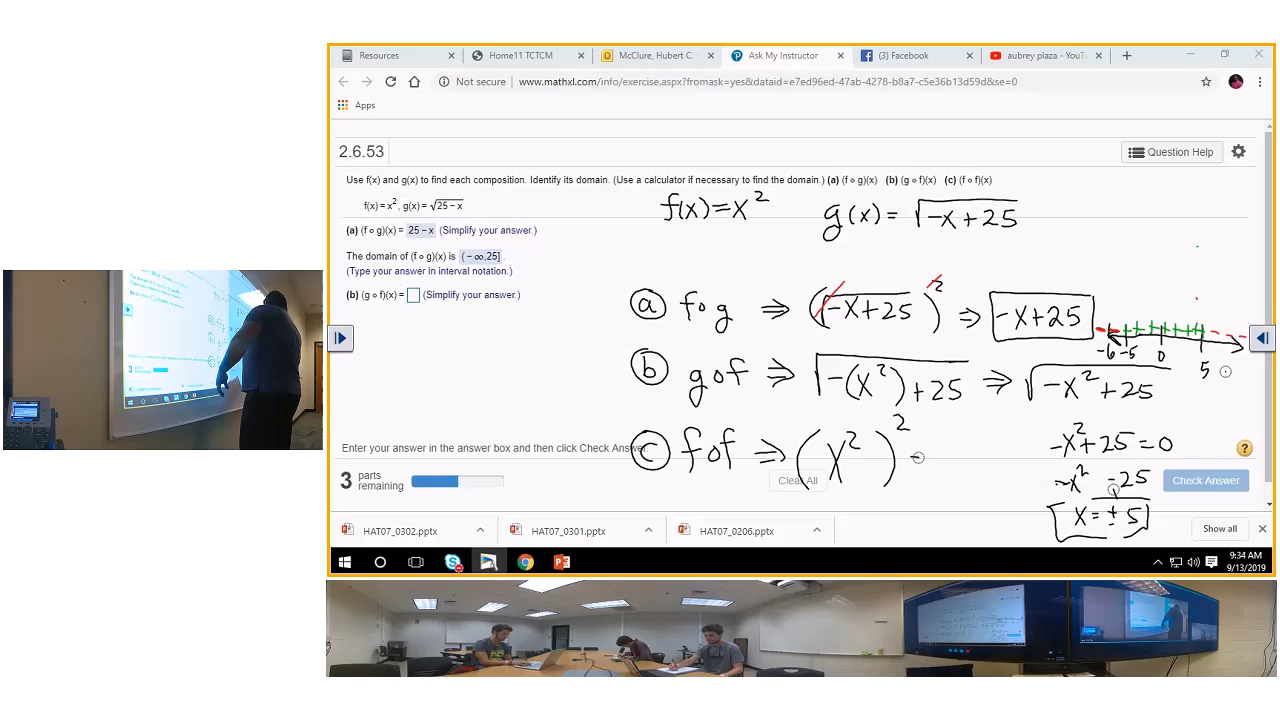 Resources Home11 TCTCM McClure, Hubert C. - Ask My Instructor (3) Facebook aubrey plaza - YouTu
Not secure www.mathxl.com/info/exercise.aspx?fromask=yes&dataid=e7ed96ed-47ab-4278-b8a7-c5e36b13d59d&se=0
Apps
2.6.53
Question Help
Use f(x) and g(x) to find each composition. Identify its domain. (Use a calculator if necessary to find the domain.) (a) (f ∘ g)(x) (b) (g ∘ f)(x) (c) (f ∘ f)(x)
f(x) = x², g(x) = √25 − x
f(x)=x² g(x)=√-x+25
(a) (f ∘ g)(x) = 25 − x (Simplify your answer.)
The domain of (f ∘ g)(x) is (− ∞,25].
(Type your answer in interval notation.)
(b) (g ∘ f)(x) = (Simplify your answer.)
a fog ⇒ (√-x+25)² ⇒ -x+25
-6 -5 0 5
b gof ⇒ √-(x²)+25 ⇒ √-x²+25
c fof ⇒ (x²)² -
-x²+25=0
-x² -25
x=±5
Enter your answer in the answer box and then click Check Answer.
3 parts remaining
Clear All
Check Answer
?
HAT07_0302.pptx HAT07_0301.pptx HAT07_0206.pptx Show all
9:34 AM
9/13/2019